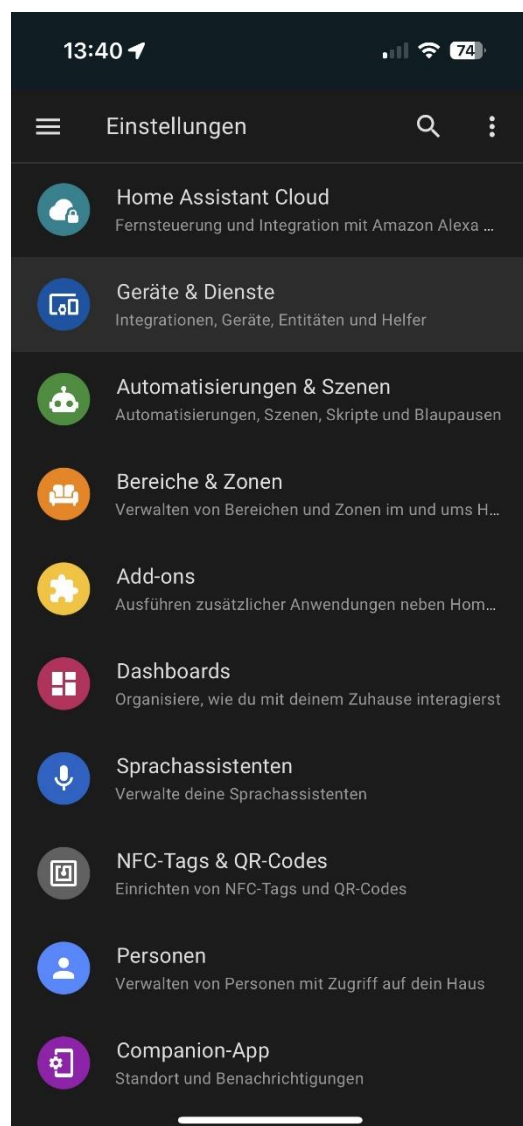 13:40
74
Einstellungen
Home Assistant Cloud
Fernsteuerung und Integration mit Amazon Alexa ...
Geräte & Dienste
Integrationen, Geräte, Entitäten und Helfer
Automatisierungen & Szenen
Automatisierungen, Szenen, Skripte und Blaupausen
Bereiche & Zonen
Verwalten von Bereichen und Zonen im und ums H...
Add-ons
Ausführen zusätzlicher Anwendungen neben Hom...
Dashboards
Organisiere, wie du mit deinem Zuhause interagierst
Sprachassistenten
Verwalte deine Sprachassistenten
NFC-Tags & QR-Codes
Einrichten von NFC-Tags und QR-Codes
Personen
Verwalten von Personen mit Zugriff auf dein Haus
Companion-App
Standort und Benachrichtigungen